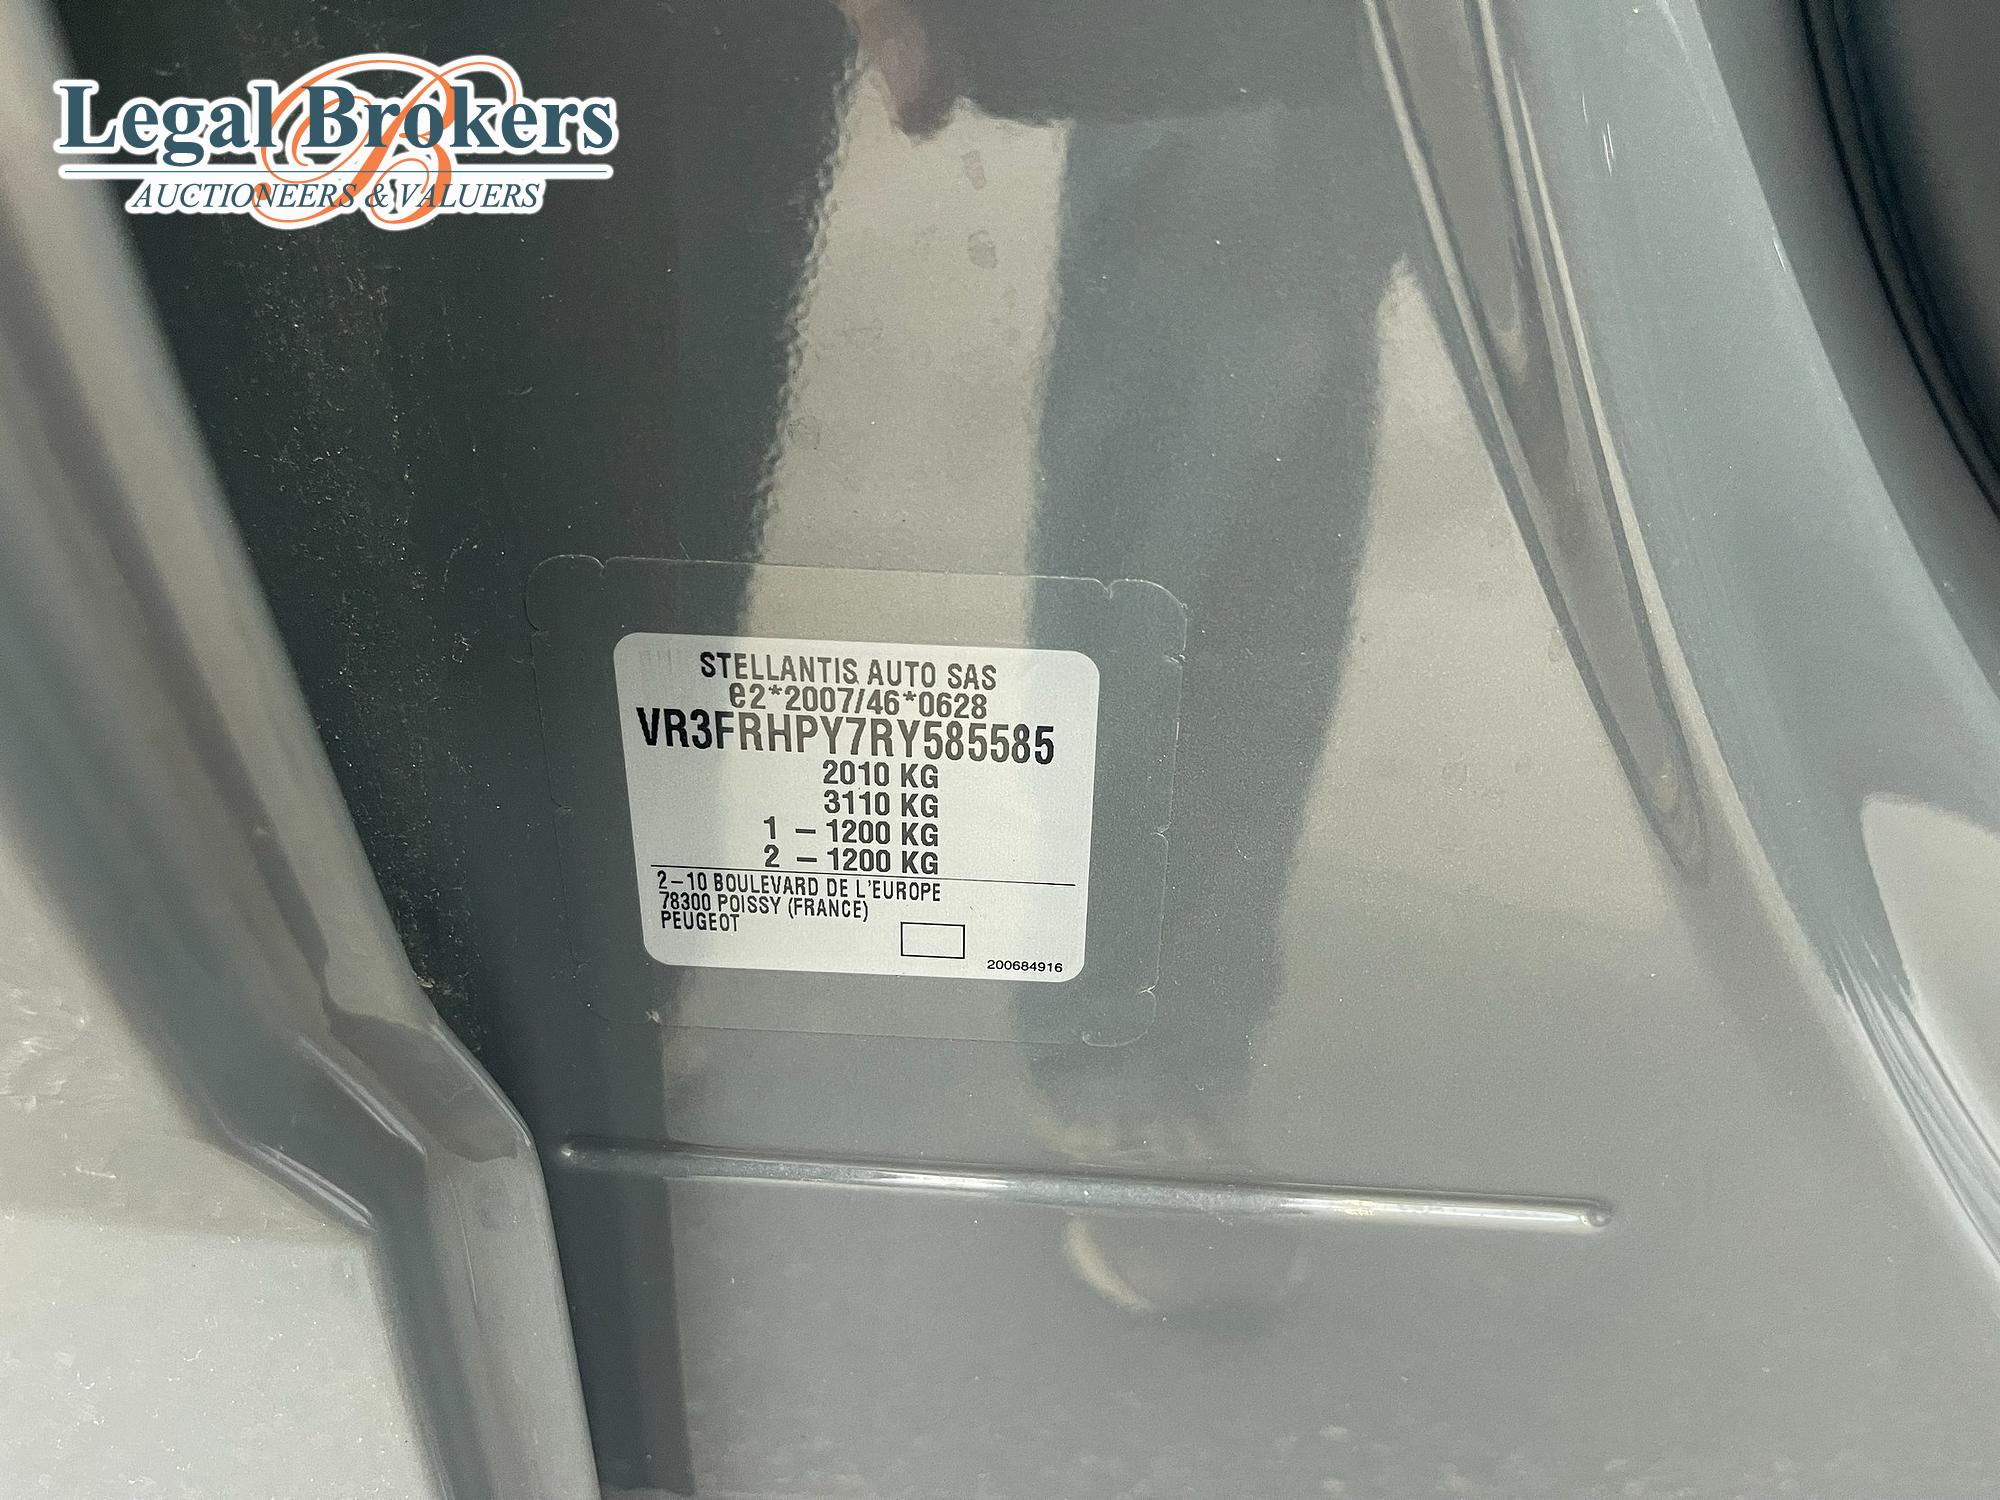 Legal Brokers
AUCTIONEERS & VALUERS
STELLANTIS AUTO SAS
e2*2007/46*0628
VR3FRHPY7RY585585
2010 KG
3110 KG
1 – 1200 KG
2 – 1200 KG
2–10 BOULEVARD DE L'EUROPE
78300 POISSY (FRANCE)
PEUGEOT
200684916